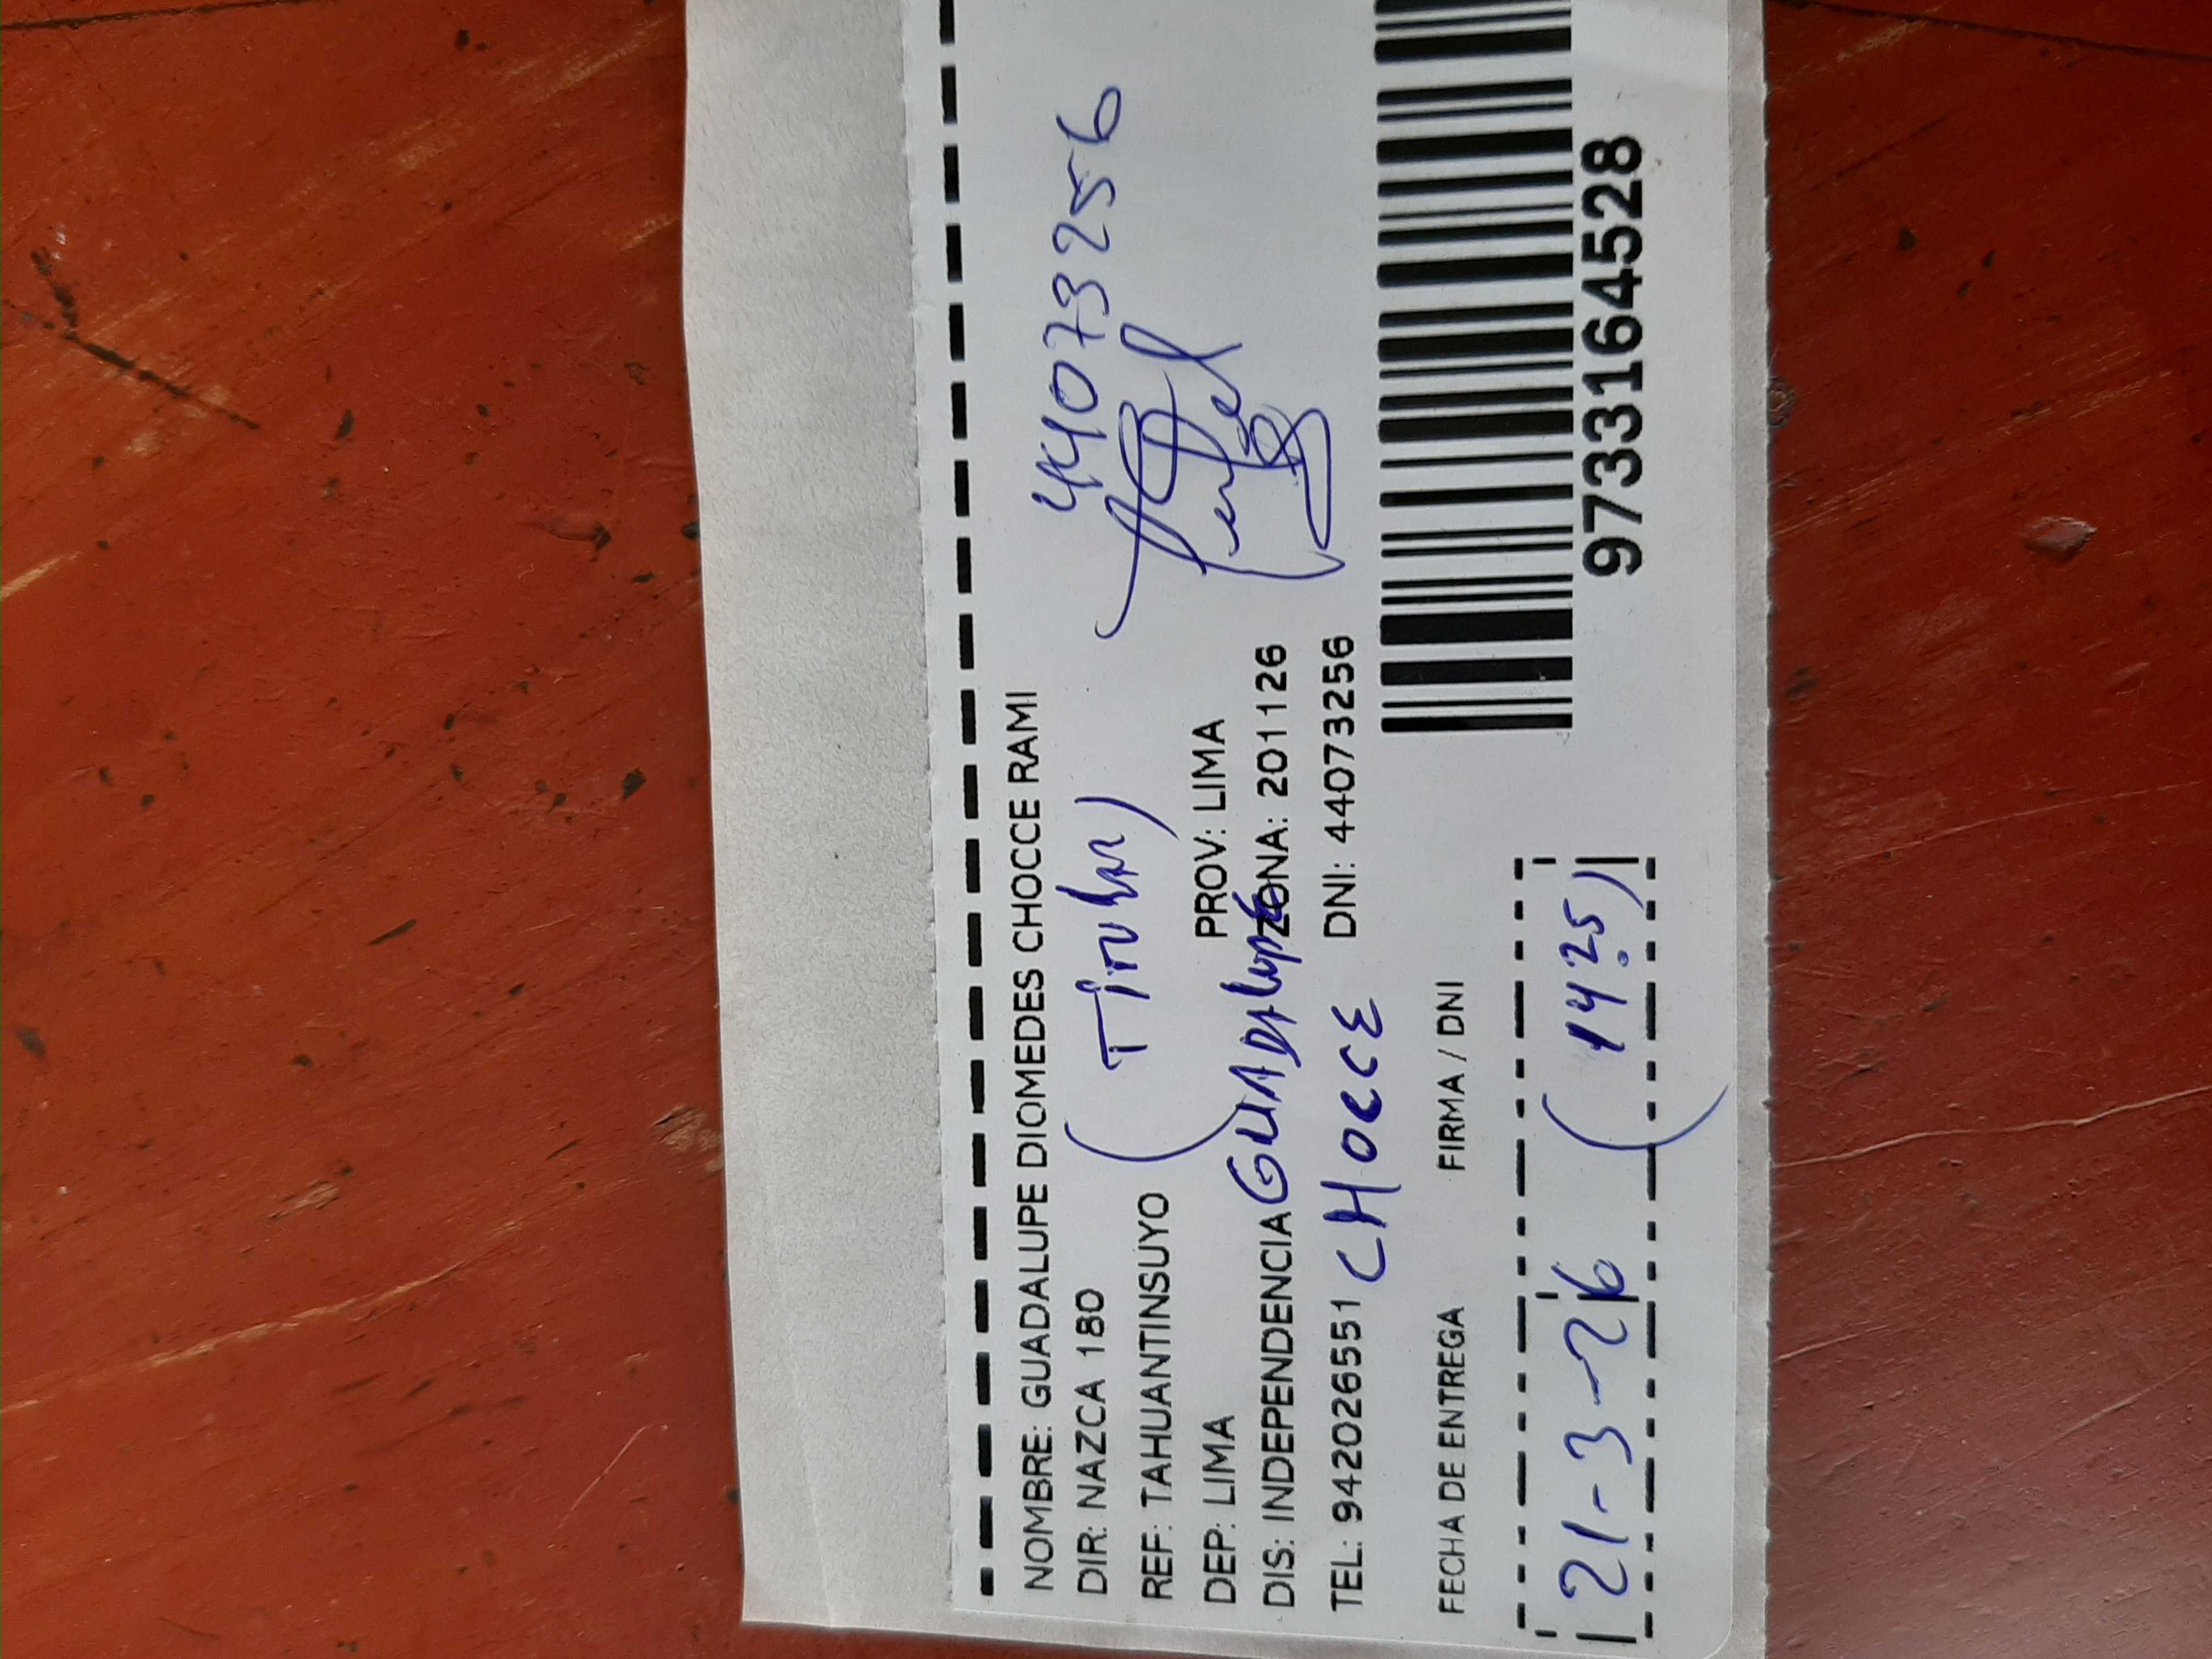 NOMBRE: GUADALUPE DIOMEDES CHOCCE RAMI
DIR: NAZCA 180
44073256
(Titular)
REF: TAHUANTINSUYO
DEP: LIMA PROV: LIMA
DIS: INDEPENDENCIA ZONA: 2011126
GUADALUPE
TEL: 942026551 DNI: 44073256
CHOCCE
FECHA DE ENTREGA FIRMA / DNI
21-3-26 (14:25)
9733164528